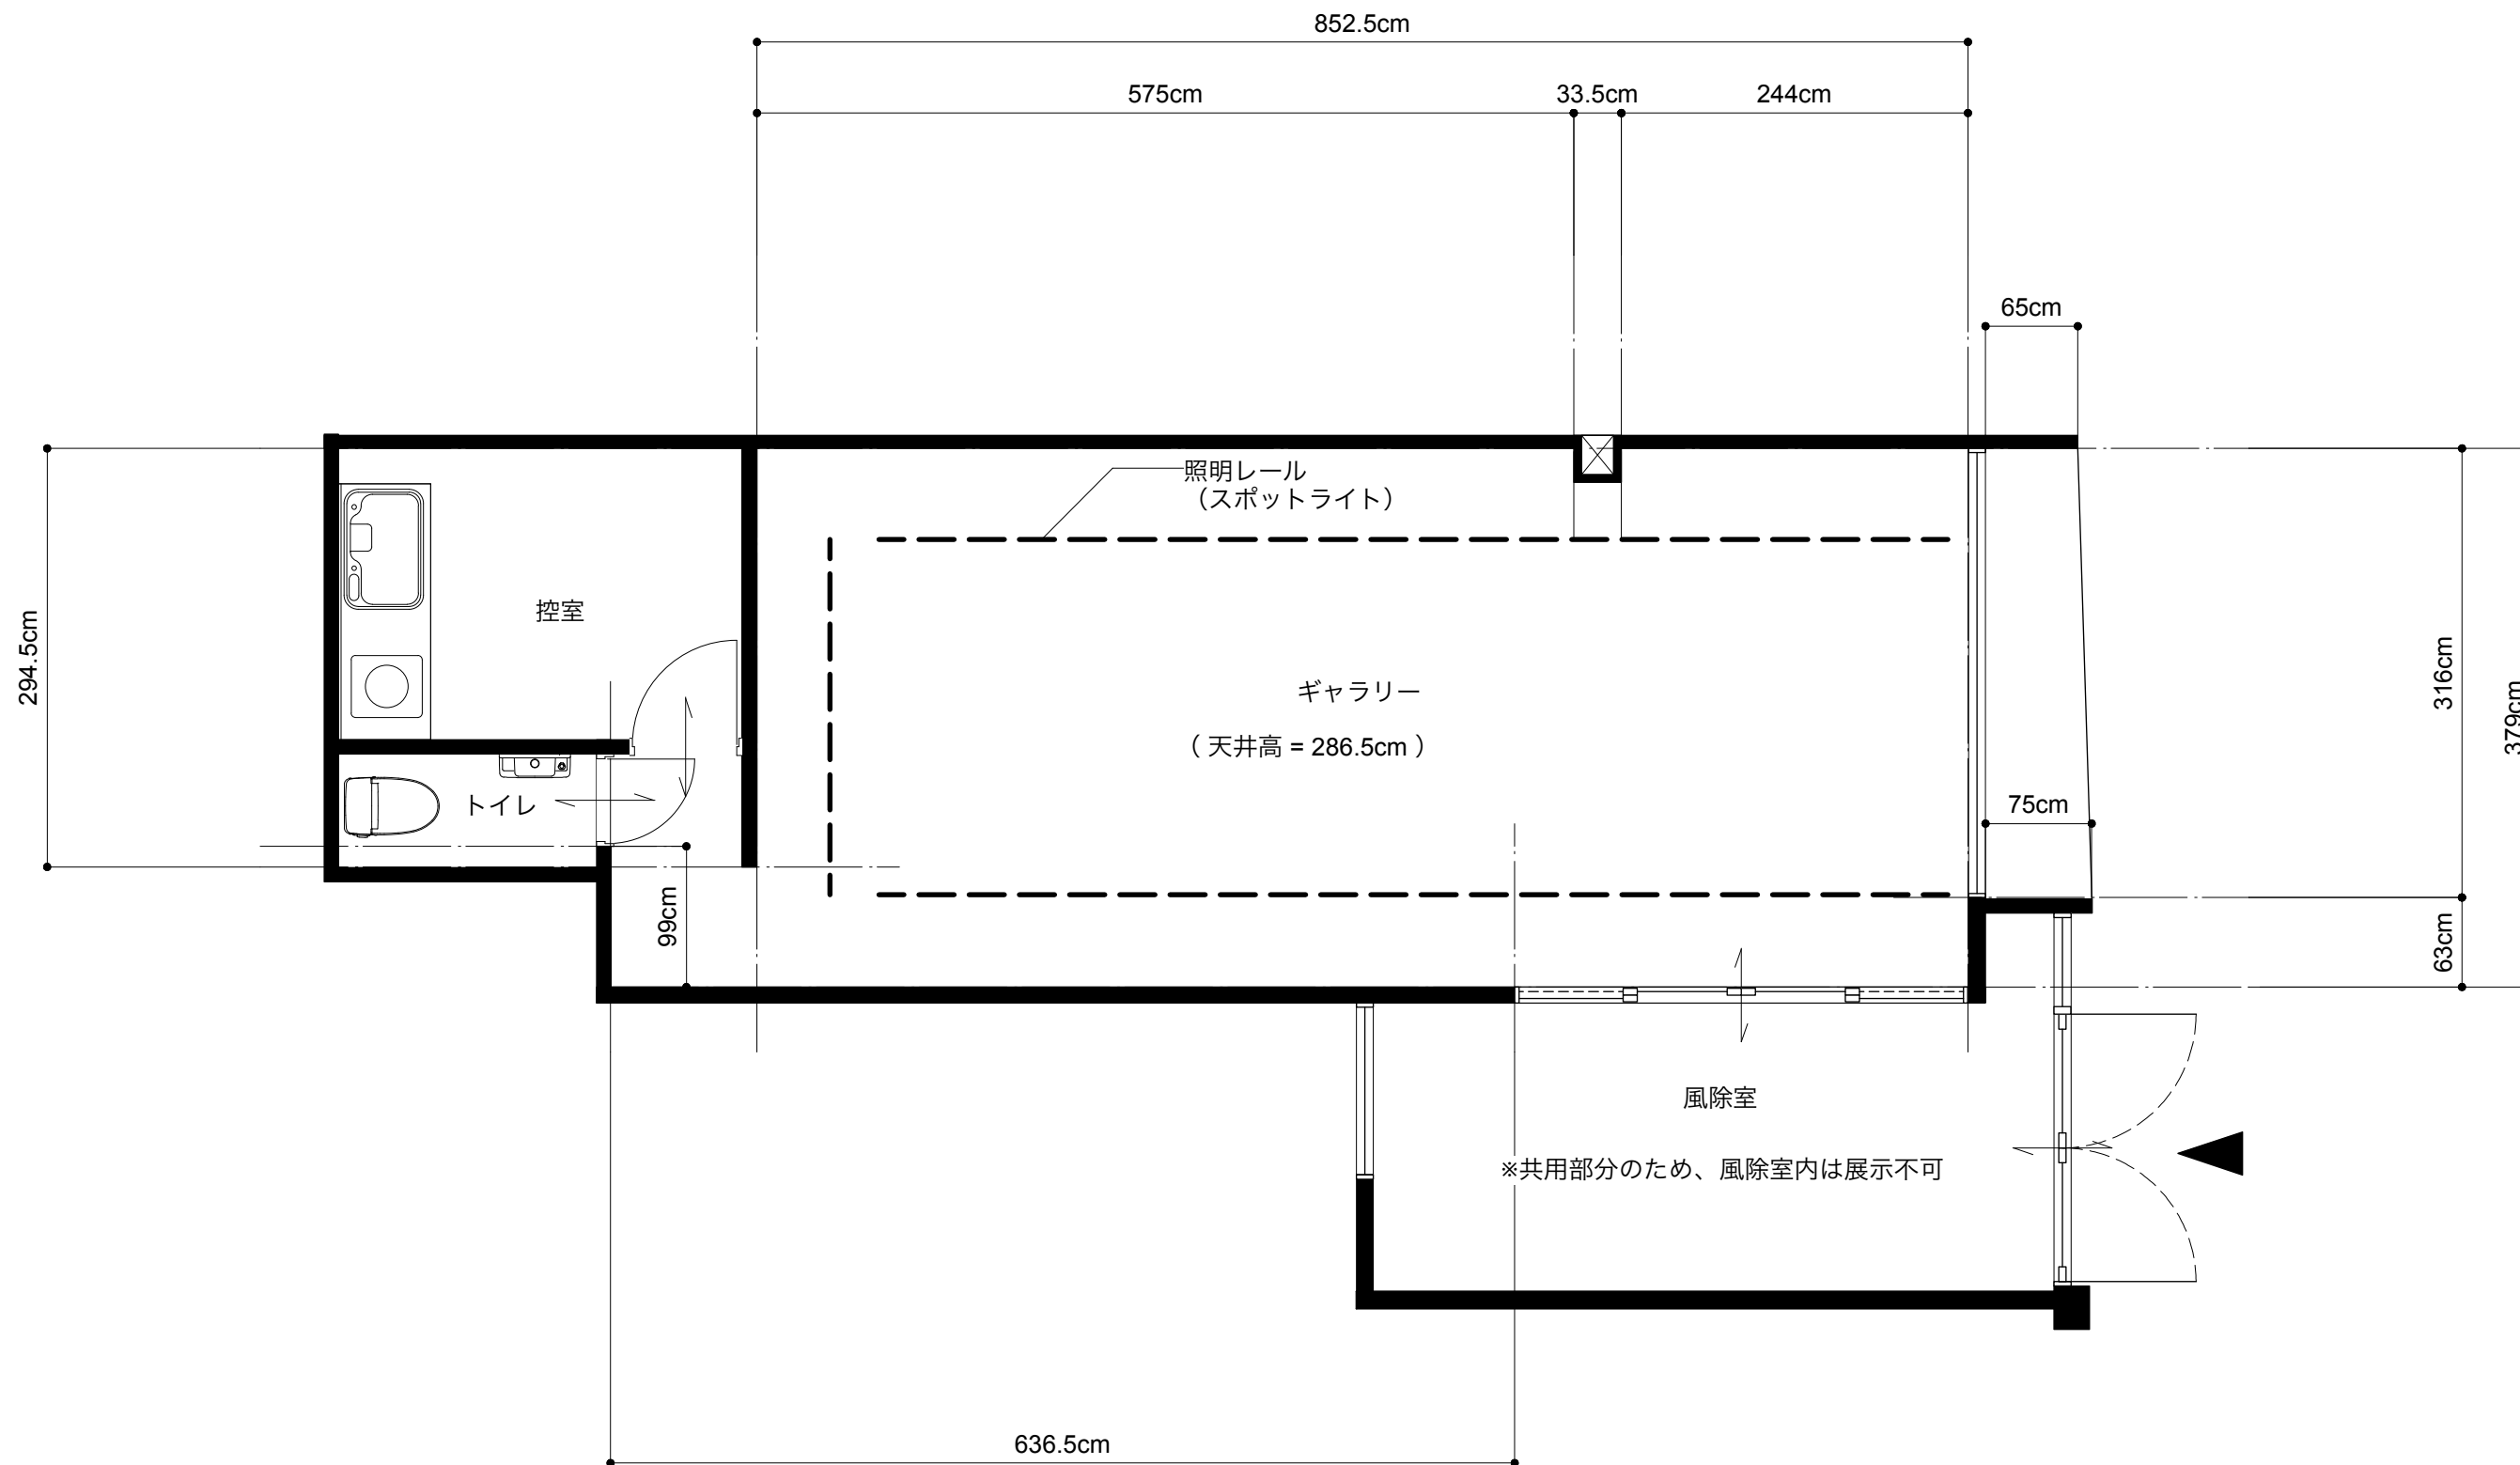 852.5cm
575cm
33.5cm
244cm
65cm
照明レール
（スポットライト）
控室
294.5cm
ギャラリー
316cm
379cm
（ 天井高 = 286.5cm ）
トイレ
75cm
99cm
63cm
風除室
※共用部分のため、風除室内は展示不可
636.5cm